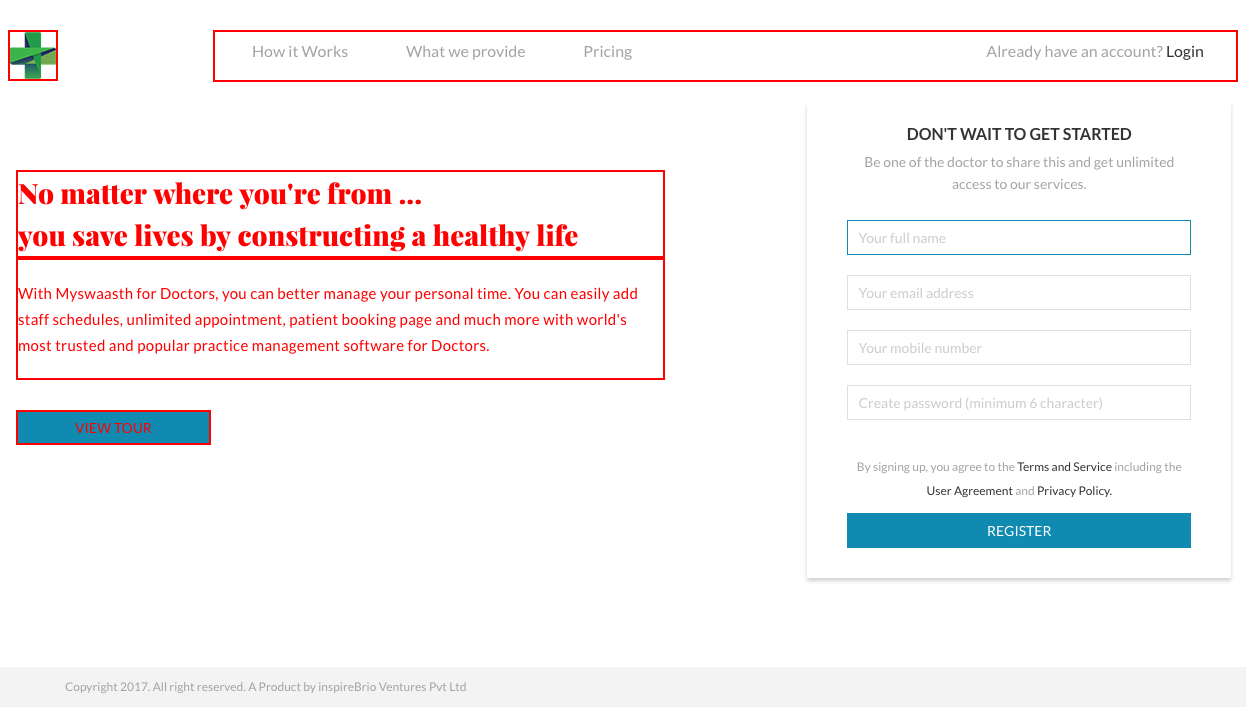 How it Works
What we provide
Pricing
Already have an account? Login
No matter where you're from ...
you save lives by constructing a healthy life
With Myswaasth for Doctors, you can better manage your personal time. You can easily add
staff schedules, unlimited appointment, patient booking page and much more with world's
most trusted and popular practice management software for Doctors.
VIEW TOUR
DON'T WAIT TO GET STARTED
Be one of the doctor to share this and get unlimited
access to our services.
Your full name
Your email address
Your mobile number
Create password (minimum 6 character)
By signing up, you agree to the Terms and Service including the
User Agreement and Privacy Policy.
REGISTER
Copyright 2017. All right reserved. A Product by inspireBrio Ventures Pvt Ltd